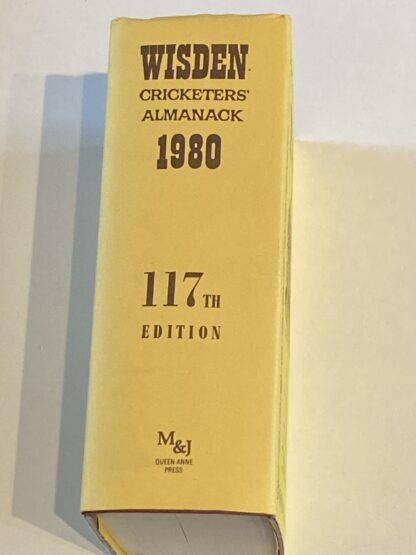 WISDEN
CRICKETERS'
ALMANACK
1980
117TH
EDITION
M&J
QUEEN ANNE
PRESS